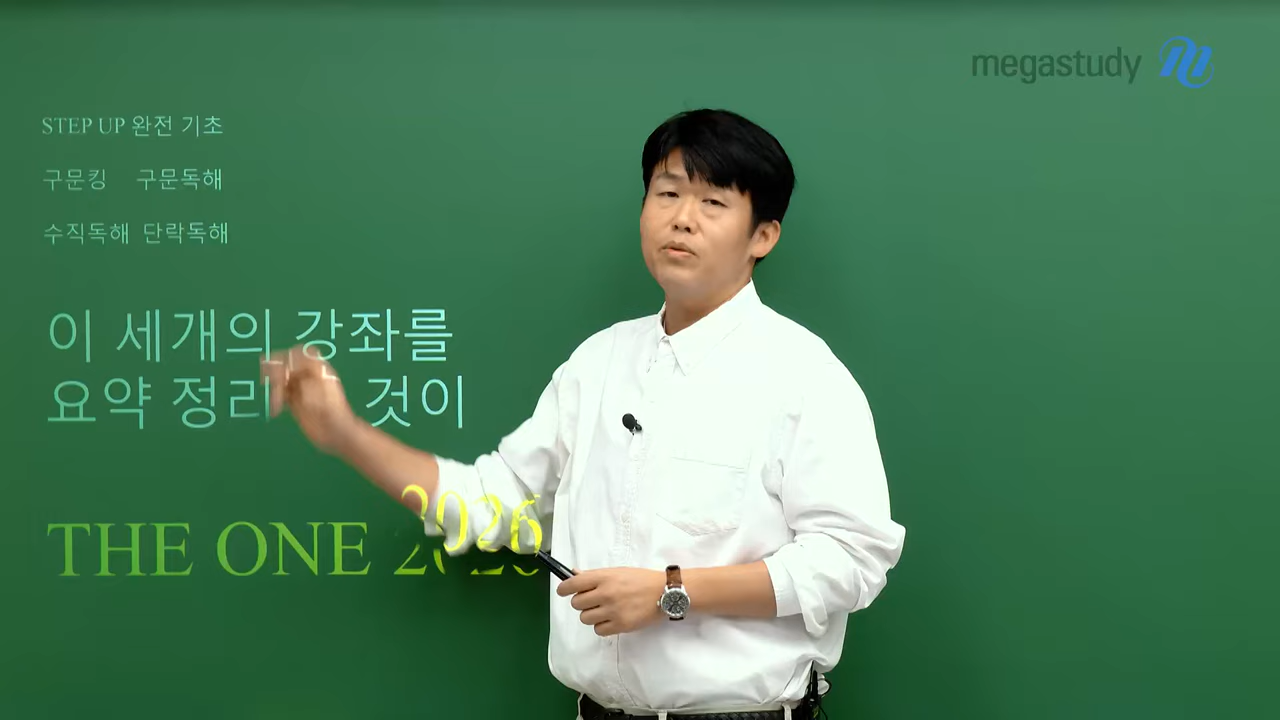 megastudy
STEP UP 완전 기초
구문킹 구문독해
수직독해 단락독해
이 세개의 강좌를
요약 정리 것이
THE ONE 2026